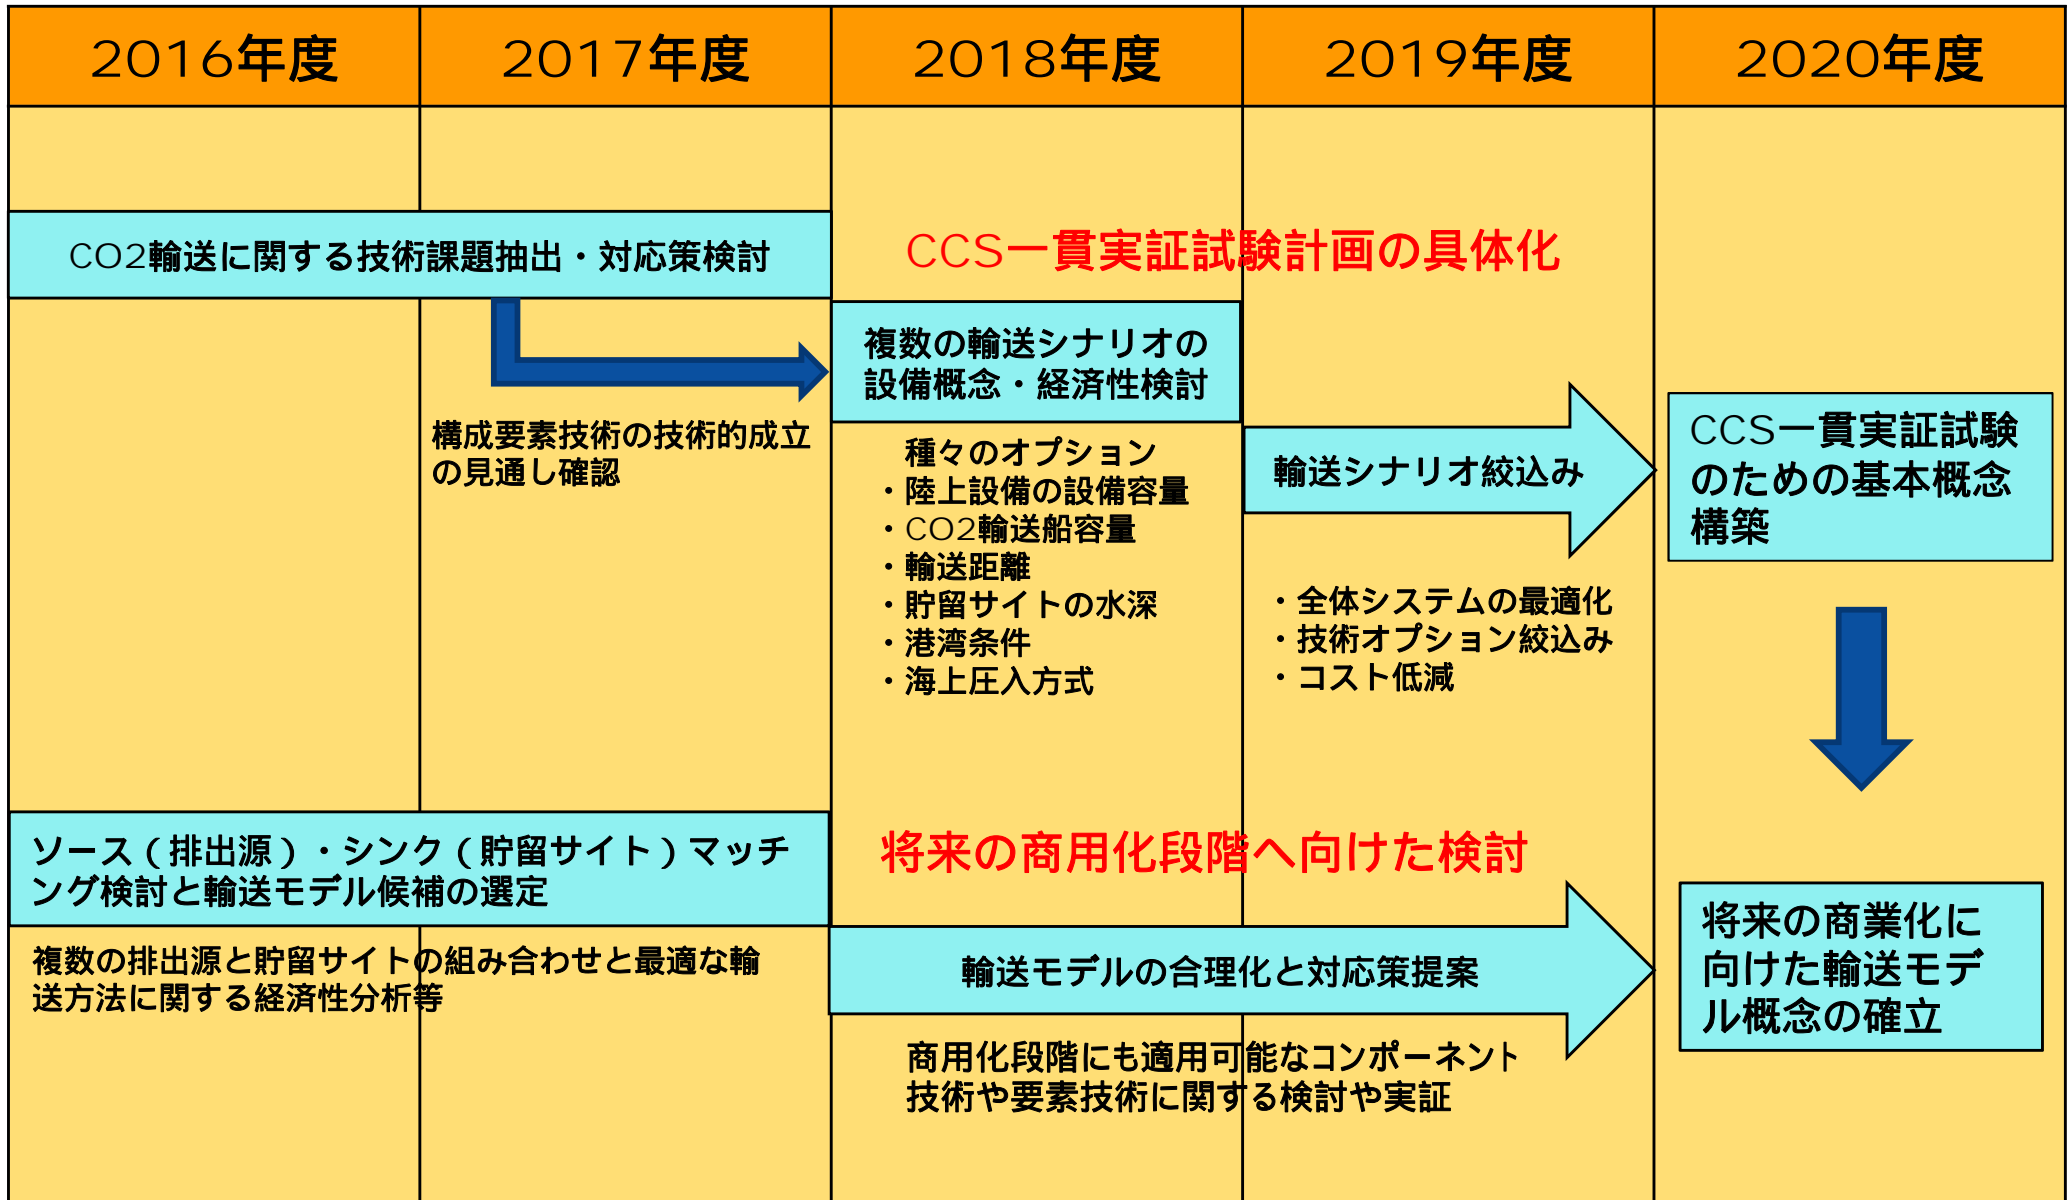 2016年度
2017年度
2018年度
2019年度
2020年度
CO2輸送に関する技術課題抽出・対応策検討
CCS一貫実証試験計画の具体化
複数の輸送シナリオの
設備概念・経済性検討
構成要素技術の技術的成立
の見通し確認
種々のオプション
・陸上設備の設備容量
・CO2輸送船容量
・輸送距離
・貯留サイトの水深
・港湾条件
・海上圧入方式
輸送シナリオ絞込み
・全体システムの最適化
・技術オプション絞込み
・コスト低減
CCS一貫実証試験
のための基本概念
構築
ソース（排出源）・シンク（貯留サイト）マッチ
ング検討と輸送モデル候補の選定
複数の排出源と貯留サイトの組み合わせと最適な輸
送方法に関する経済性分析等
将来の商用化段階へ向けた検討
輸送モデルの合理化と対応策提案
商用化段階にも適用可能なコンポーネント
技術や要素技術に関する検討や実証
将来の商業化に
向けた輸送モデ
ル概念の確立